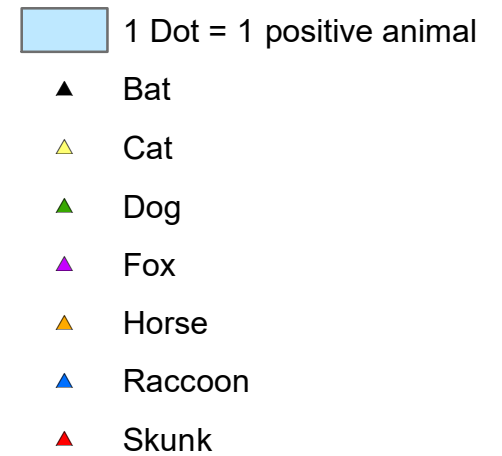 1 Dot = 1 positive animal
Bat
Cat
Dog
Fox
Horse
Raccoon
Skunk